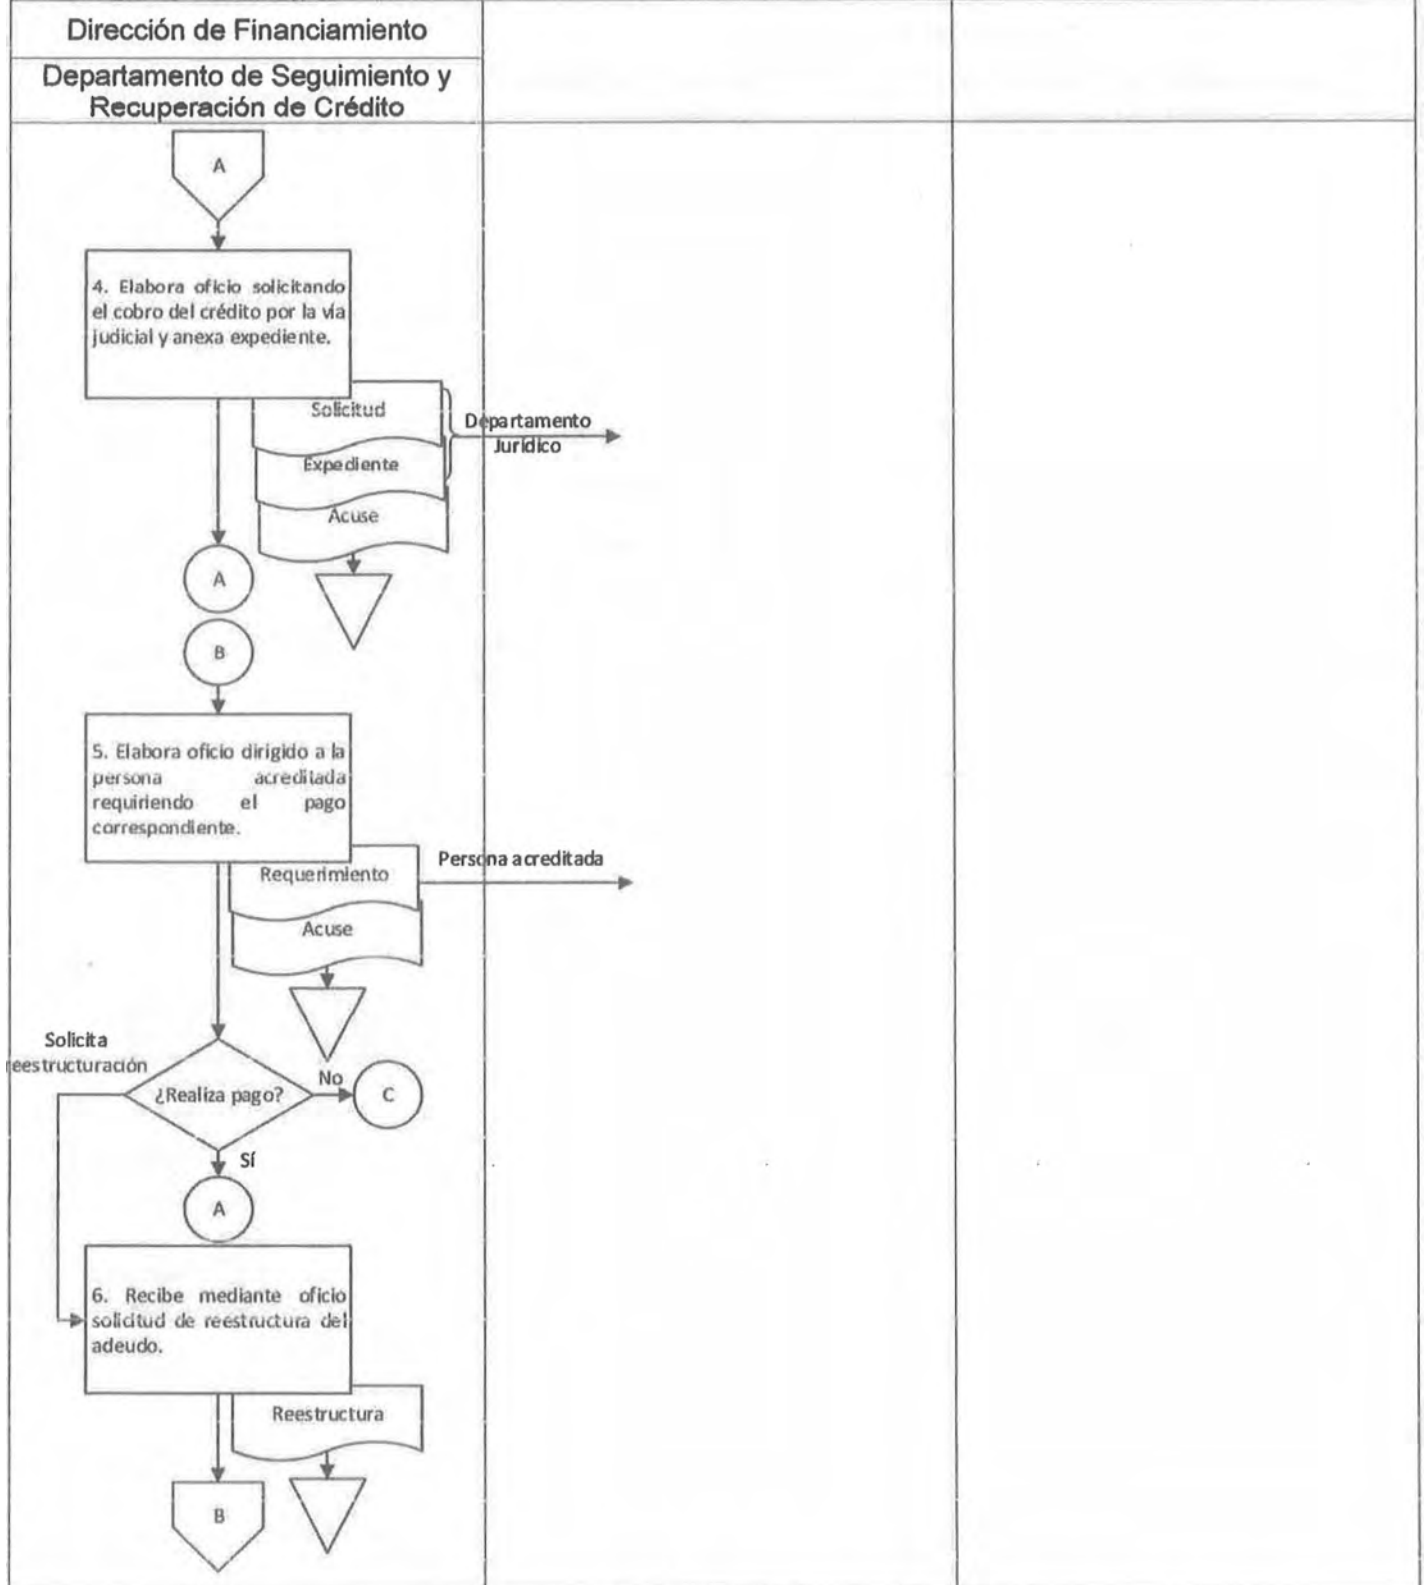 Dirección de Financiamiento
Departamento de Seguimiento y
Recuperación de Crédito
A
4. Elabora oficio solicitando
el cobro del crédito por la vía
judicial y anexa expediente.
Solicitud
Departamento
Jurídico
Expediente
Acuse
A
B
5. Elabora oficio dirigido a la
persona acreditada
requiriendo el pago
correspondiente.
Persona acreditada
Requerimiento
Acuse
Solicita
eestructuración
No
¿Realiza pago?
C
Sí
A
6. Recibe mediante oficio
solicitud de reestructura del
adeudo.
Reestructura
B